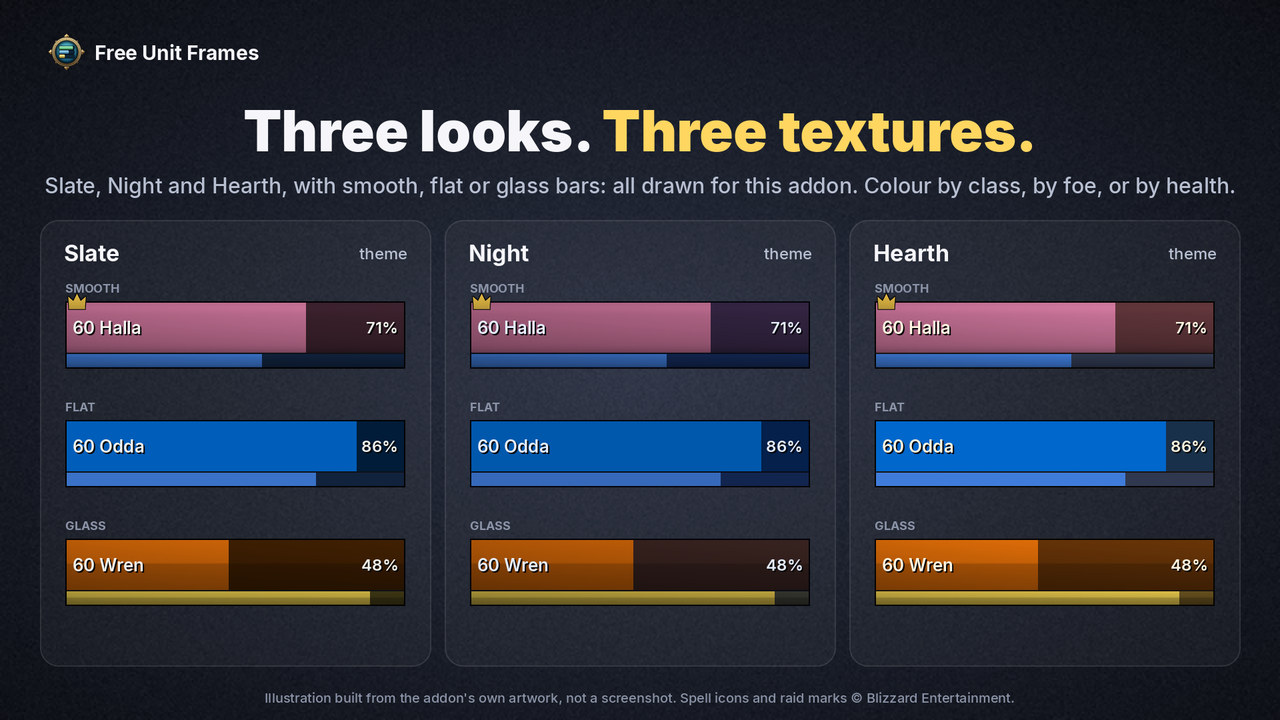 Free Unit Frames
Three looks. Three textures.
Slate, Night and Hearth, with smooth, flat or glass bars: all drawn for this addon. Colour by class, by foe, or by health.
Slate theme
SMOOTH
60 Halla 71%
FLAT
60 Odda 86%
GLASS
60 Wren 48%
Night theme
SMOOTH
60 Halla 71%
FLAT
60 Odda 86%
GLASS
60 Wren 48%
Hearth theme
SMOOTH
60 Halla 71%
FLAT
60 Odda 86%
GLASS
60 Wren 48%
Illustration built from the addon's own artwork, not a screenshot. Spell icons and raid marks © Blizzard Entertainment.